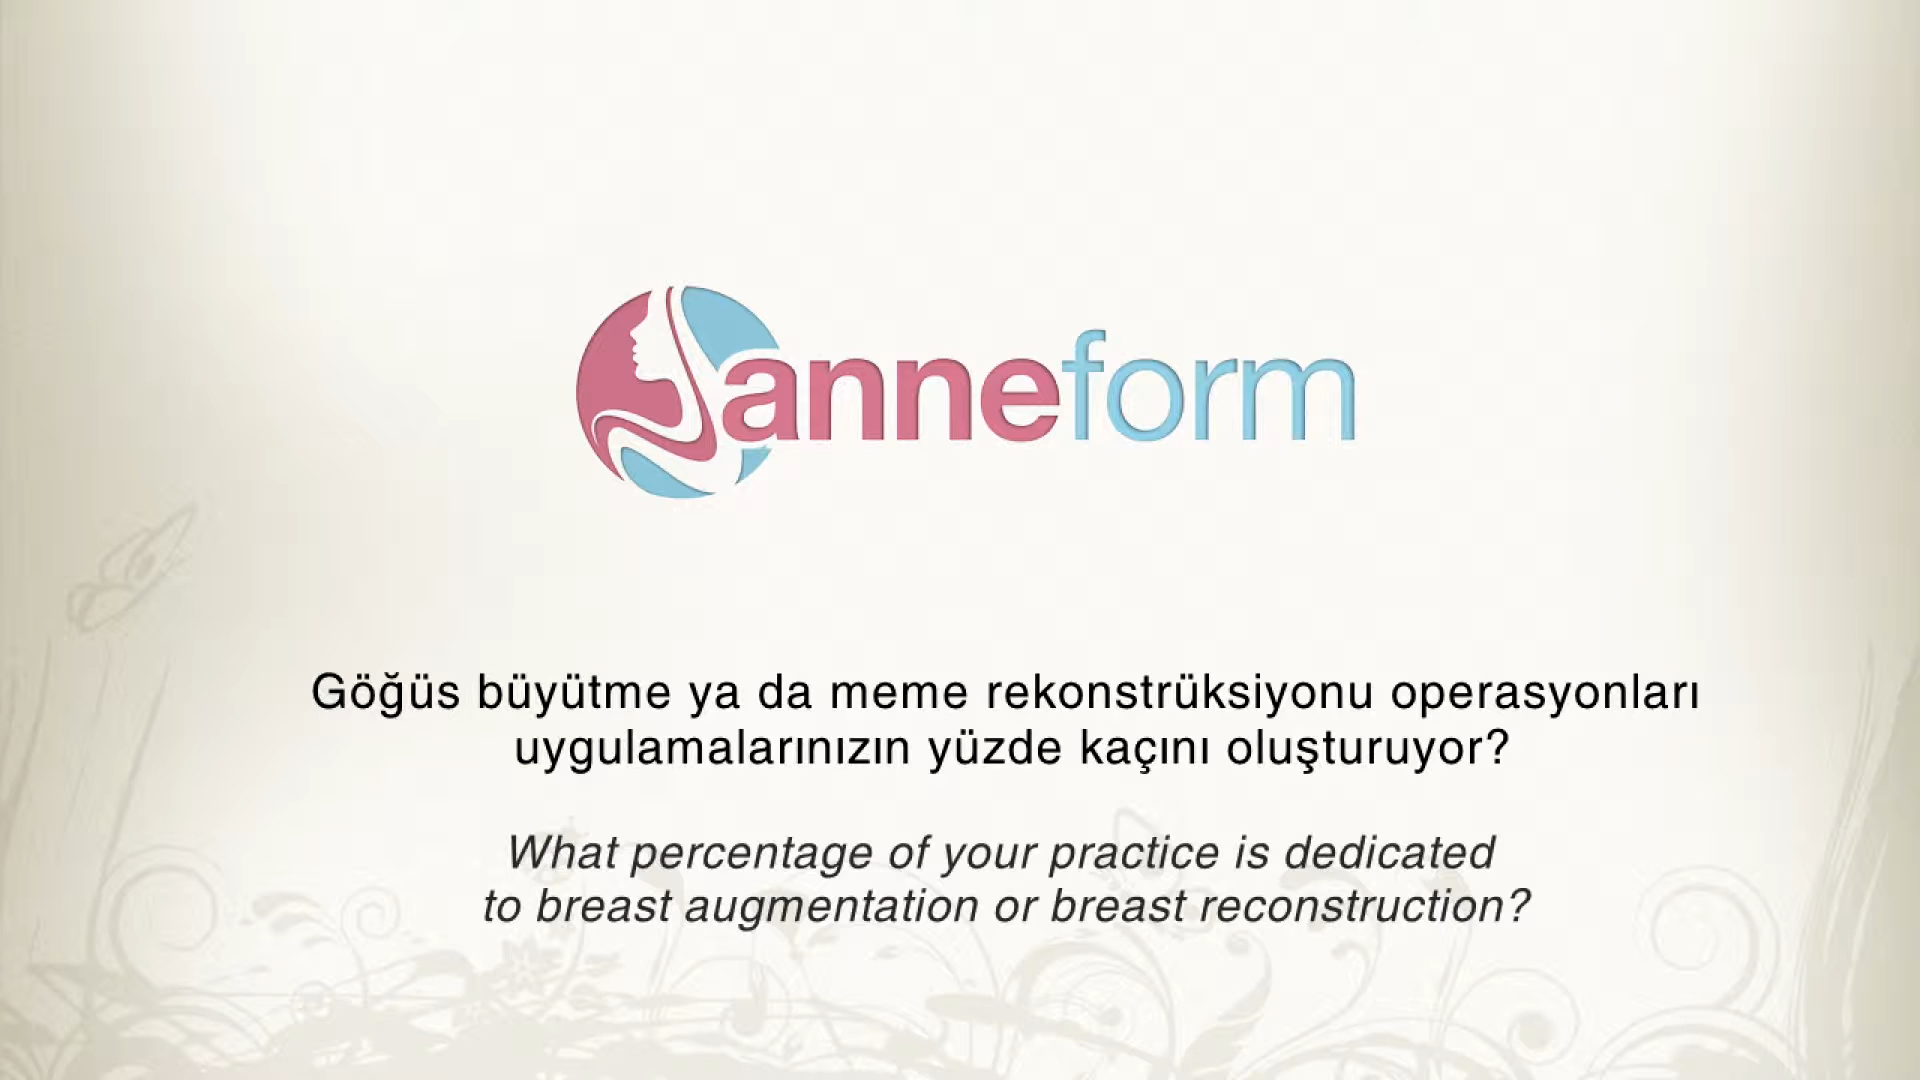 anneform
Göğüs büyütme ya da meme rekonstrüksiyonu operasyonları
uygulamalarınızın yüzde kaçını oluşturuyor?
What percentage of your practice is dedicated
to breast augmentation or breast reconstruction?